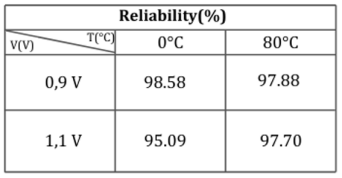 Reliability(%)
V(V) T(°C) 0°C 80°C
0,9 V 98.58 97.88
1,1 V 95.09 97.70